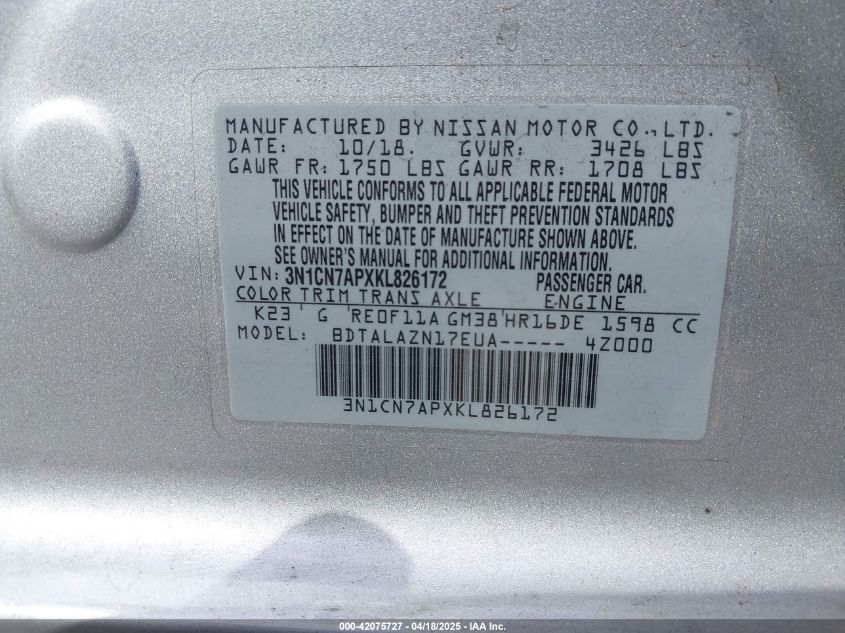 MANUFACTURED BY NISSAN MOTOR CO., LTD.
DATE: 10/18. GVWR: 3426 LBS
GAWR FR: 1750 LBS GAWR RR: 1708 LBS
THIS VEHICLE CONFORMS TO ALL APPLICABLE FEDERAL MOTOR
VEHICLE SAFETY, BUMPER AND THEFT PREVENTION STANDARDS
IN EFFECT ON THE DATE OF MANUFACTURE SHOWN ABOVE.
SEE OWNER'S MANUAL FOR ADDITIONAL INFORMATION.
VIN: 3N1CN7APXKL826172 PASSENGER CAR.
COLOR TRIM TRANS AXLE ENGINE
K23 G RE0F11A GM38 HR16DE 1598 CC
MODEL: BDTALAZN17EUA----- 4Z000
3N1CN7APXKL826172
000-42075727 - 04/18/2025 - IAA Inc.